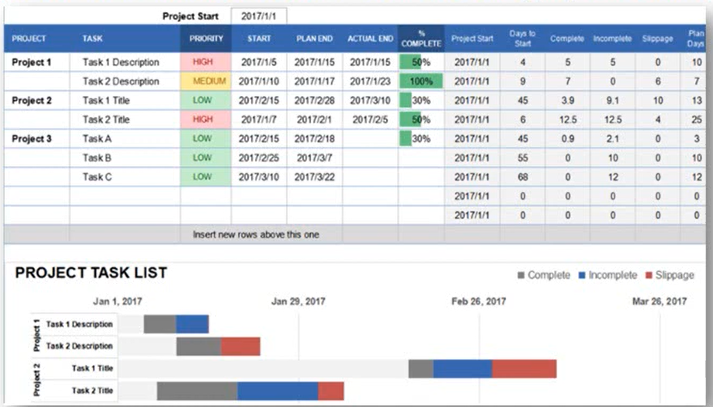 Project Start 2017/1/1
PROJECT TASK PRIORITY START PLAN END ACTUAL END % COMPLETE Project Start Days to Start Complete Incomplete Slippage Plan Days
Project 1 Task 1 Description HIGH 2017/1/5 2017/1/15 2017/1/15 50% 2017/1/1 4 5 5 0 10
Task 2 Description MEDIUM 2017/1/10 2017/1/17 2017/1/23 100% 2017/1/1 9 7 0 6 7
Project 2 Task 1 Title LOW 2017/2/15 2017/2/28 2017/3/10 30% 2017/1/1 45 3.9 9.1 10 13
Task 2 Title HIGH 2017/1/7 2017/2/1 2017/2/5 50% 2017/1/1 6 12.5 12.5 4 25
Project 3 Task A LOW 2017/2/15 2017/2/18 30% 2017/1/1 45 0.9 2.1 0 3
Task B LOW 2017/2/25 2017/3/7 2017/1/1 55 0 10 0 10
Task C LOW 2017/3/10 2017/3/22 2017/1/1 68 0 12 0 12
2017/1/1 0 0 0 0 0
2017/1/1 0 0 0 0 0
Insert new rows above this one
PROJECT TASK LIST
Complete Incomplete Slippage
Jan 1, 2017 Jan 29, 2017 Feb 26, 2017 Mar 26, 2017
Project 1
Task 1 Description
Task 2 Description
Project 2
Task 1 Title
Task 2 Title